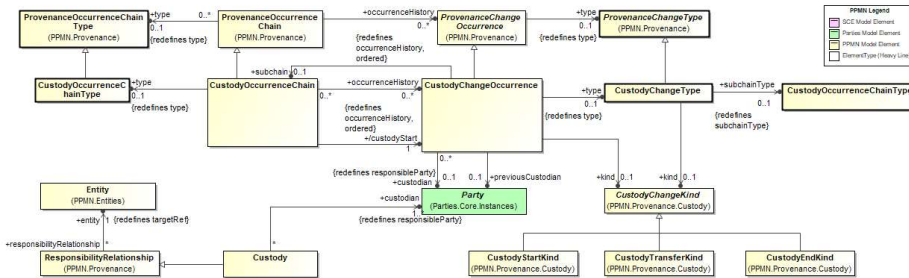 ProvenanceOccurrenceChain
Type
(PPMN.Provenance)
+type
0..*
0..1
{redefines type}
ProvenanceOccurrence
Chain
(PPMN.Provenance)
+occurrenceHistory
0..*
{redefines
occurrenceHistory,
ordered}
ProvenanceChange
Occurrence
(PPMN.Provenance)
+type
0..1
{redefines type}
ProvenanceChangeType
(PPMN.Provenance)
PPMN Legend
SCE Model Element
Parties Model Element
PPMN Model Element
ElementType (Heavy Line)
CustodyOccurrenceC
hainType
+type
0..1
{redefines type}
+subchain
0..1
CustodyOccurrenceChain
+occurrenceHistory
0..*
0..*
{redefines
occurrenceHistory,
ordered}
+/custodyStart
1
CustodyChangeOccurrence
+type
0..1
{redefines type}
CustodyChangeType
+subchainType
0..1
{redefines
subchainType}
CustodyOccurrenceChainType
0..*
{redefines responsibleParty}
+custodian
0..1
0..1
+previousCustodian
+kind
0..1
+kind
0..1
Entity
(PPMN.Entities)
+entity
1
{redefines targetRef}
+custodian
{redefines responsibleParty}
Party
(Parties.Core.Instances)
CustodyChangeKind
(PPMN.Provenance.Custody)
+responsibilityRelationship
*
*
ResponsibilityRelationship
(PPMN.Provenance)
Custody
CustodyStartKind
(PPMN.Provenance.Custody)
CustodyTransferKind
(PPMN.Provenance.Custody)
CustodyEndKind
(PPMN.Provenance.Custody)